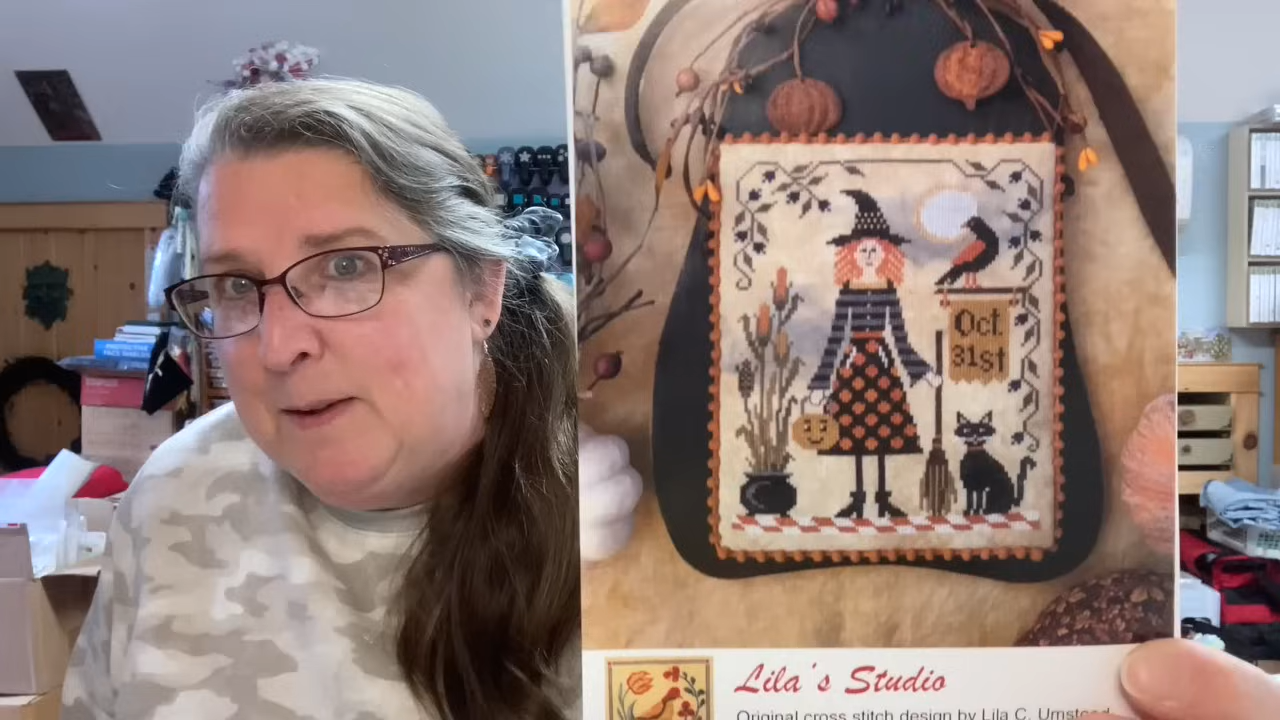 Oct.
31st
Lila's Studio
Original cross stitch design by Lila C. Umstead